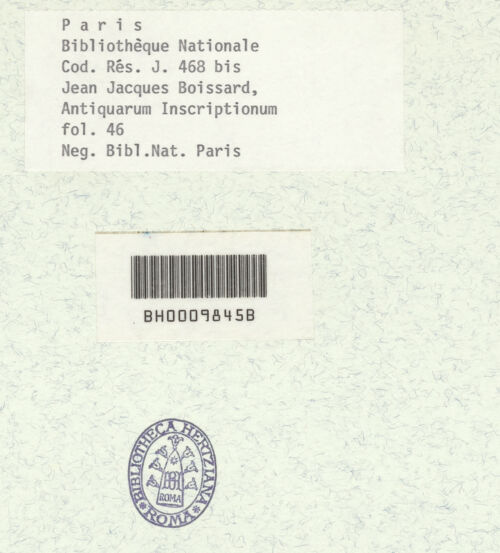 P a r i s
Bibliothèque Nationale
Cod. Rés. J. 468 bis
Jean Jacques Boissard,
Antiquarum Inscriptionum
fol. 46
Neg. Bibl.Nat. Paris
BH0009845B
BIBLIOTHECA HERTZIANA
ROMA
ROMA